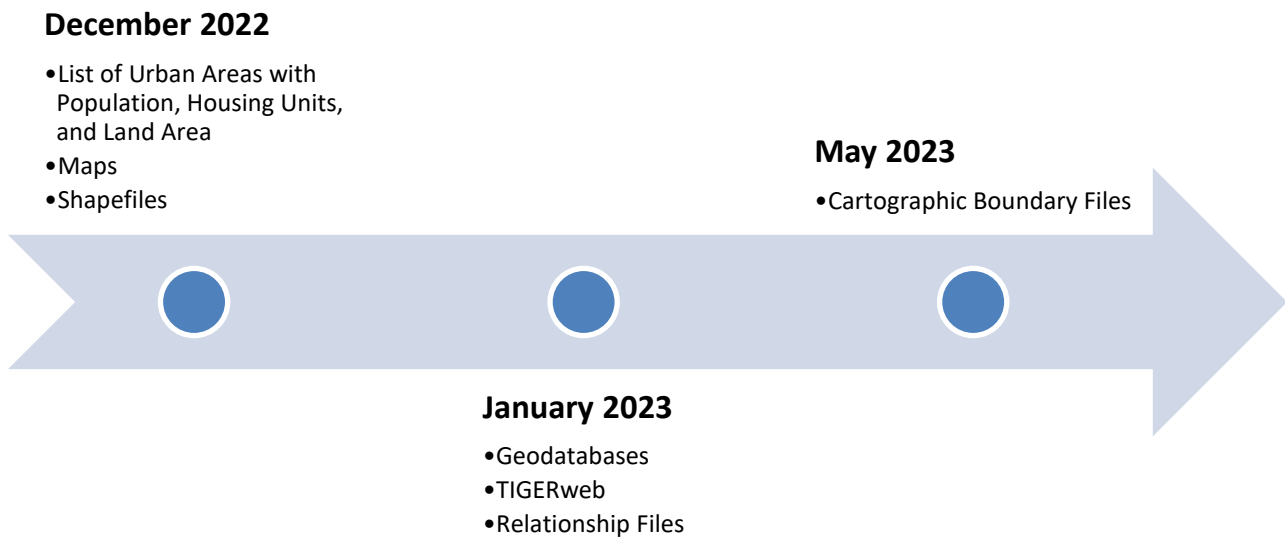 December 2022
•List of Urban Areas with
Population, Housing Units,
and Land Area
•Maps
•Shapefiles
May 2023
•Cartographic Boundary Files
January 2023
•Geodatabases
•TIGERweb
•Relationship Files